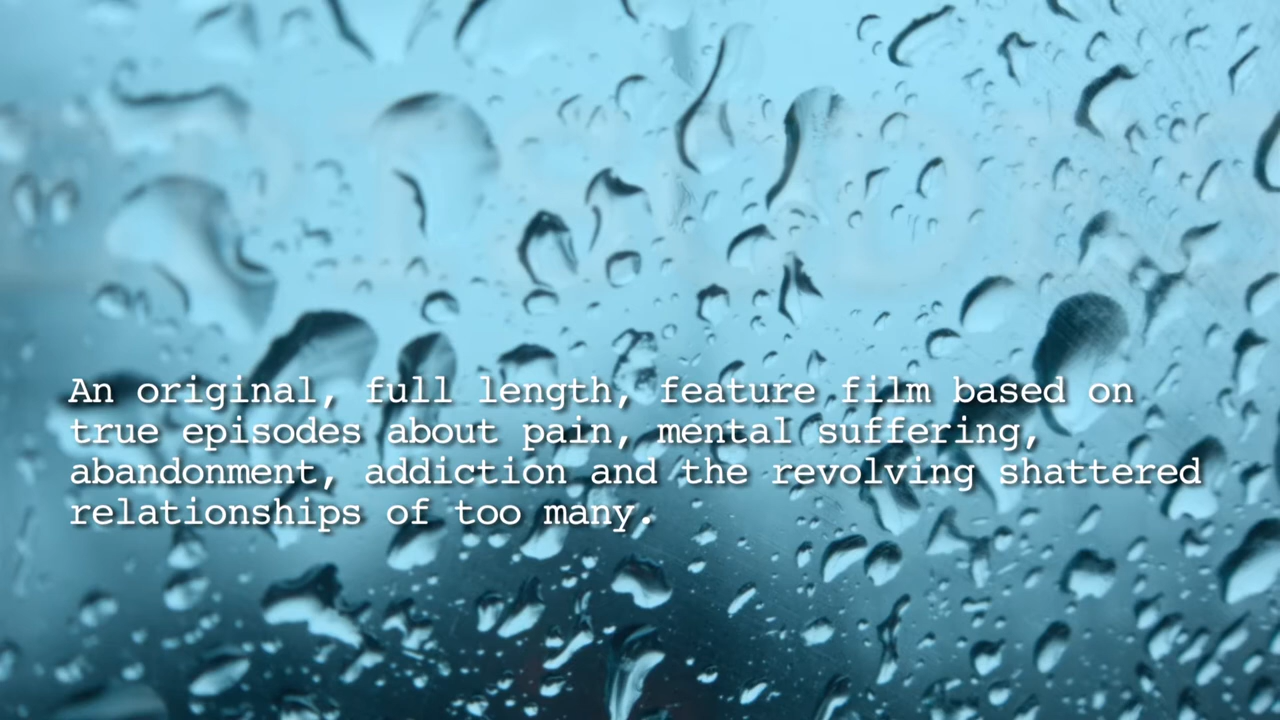 An original, full length, feature film based on
true episodes about pain, mental suffering,
abandonment, addiction and the revolving shattered
relationships of too many.